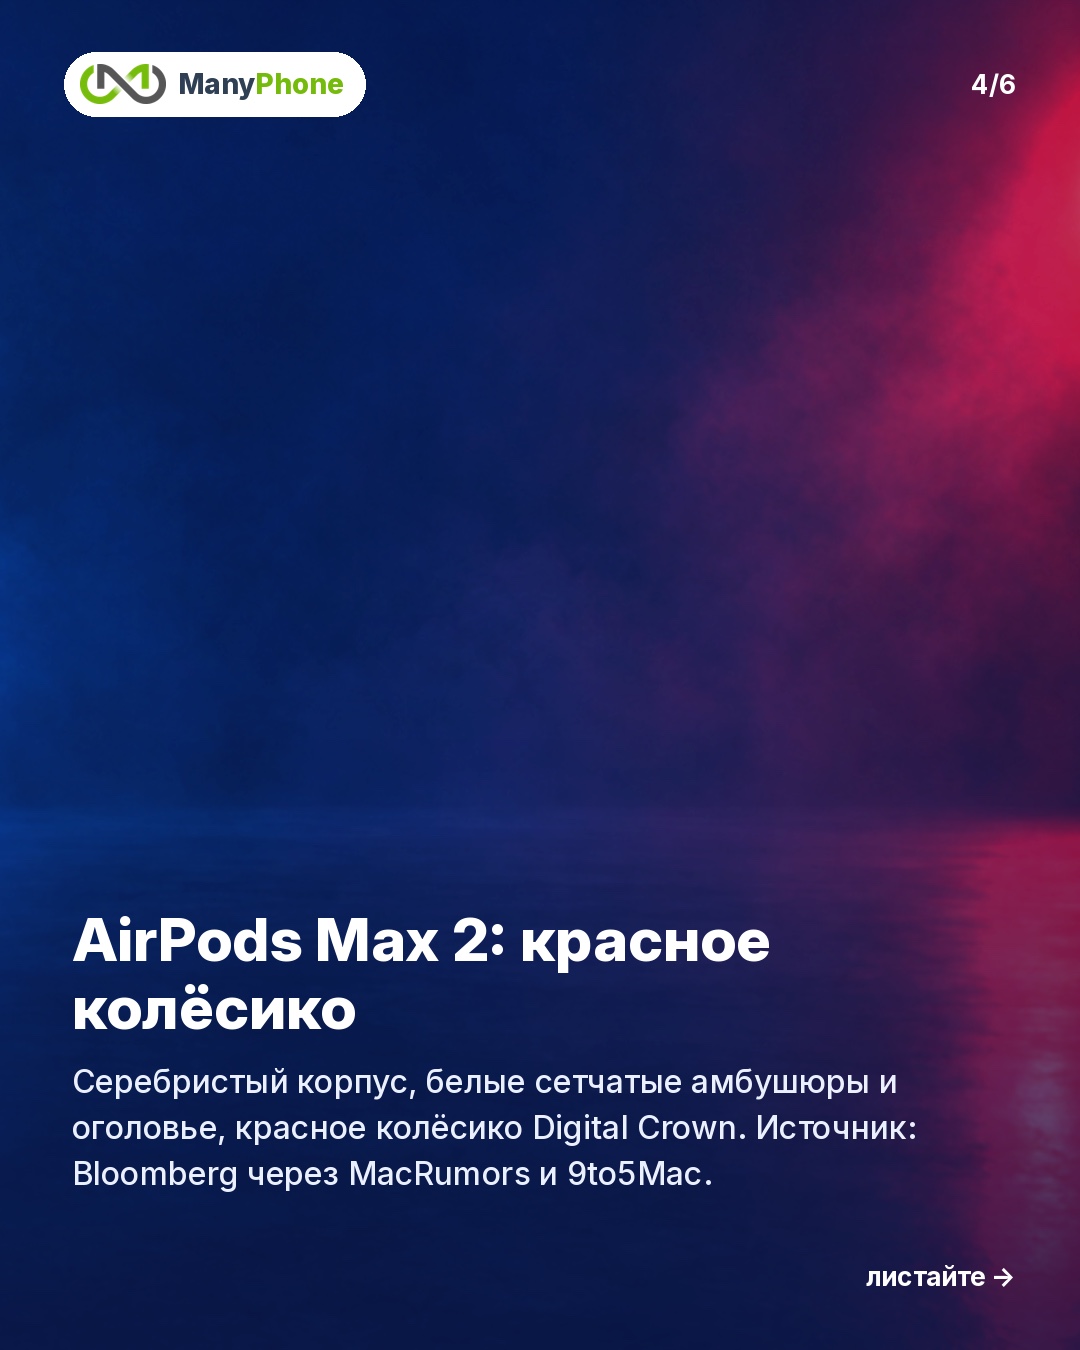 ManyPhone
4/6
AirPods Max 2: красное
колёсико
Серебристый корпус, белые сетчатые амбушюры и
оголовье, красное колёсико Digital Crown. Источник:
Bloomberg через MacRumors и 9to5Mac.
листайте →